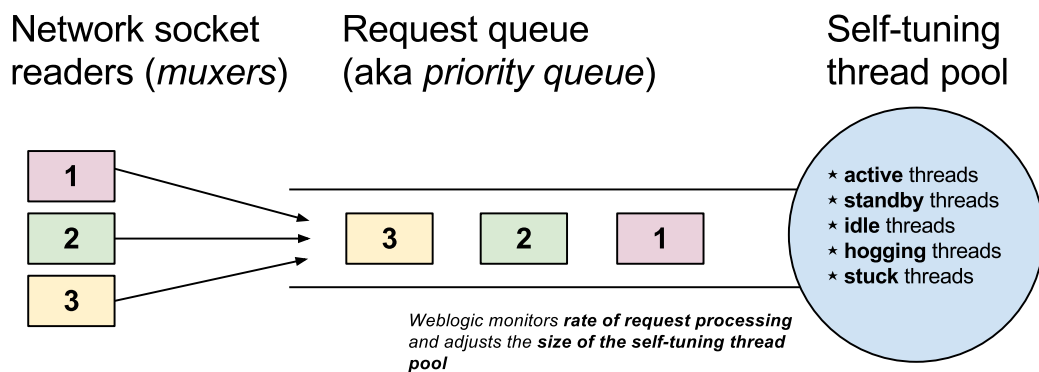 Network socket
readers (muxers)
Request queue
(aka priority queue)
Self-tuning
thread pool
1
2
3
3
2
1
★ active threads
★ standby threads
★ idle threads
★ hogging threads
★ stuck threads
Weblogic monitors rate of request processing
and adjusts the size of the self-tuning thread
pool